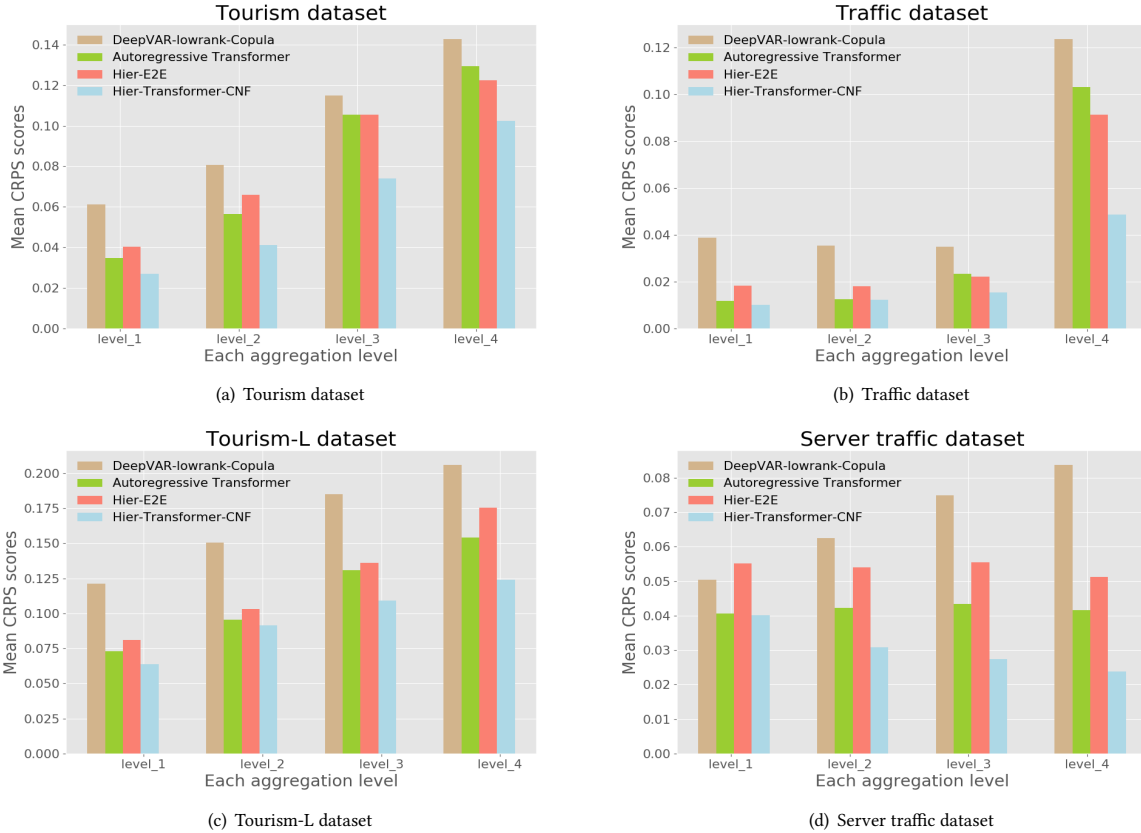 Tourism dataset
Mean CRPS scores
0.14
0.12
0.10
0.08
0.06
0.04
0.02
0.00
DeepVAR-lowrank-Copula
Autoregressive Transformer
Hier-E2E
Hier-Transformer-CNF
level_1 level_2 level_3 level_4
Each aggregation level
(a) Tourism dataset
Traffic dataset
Mean CRPS scores
0.12
0.10
0.08
0.06
0.04
0.02
0.00
DeepVAR-lowrank-Copula
Autoregressive Transformer
Hier-E2E
Hier-Transformer-CNF
level_1 level_2 level_3 level_4
Each aggregation level
(b) Traffic dataset
Tourism-L dataset
Mean CRPS scores
0.200
0.175
0.150
0.125
0.100
0.075
0.050
0.025
0.000
DeepVAR-lowrank-Copula
Autoregressive Transformer
Hier-E2E
Hier-Transformer-CNF
level_1 level_2 level_3 level_4
Each aggregation level
(c) Tourism-L dataset
Server traffic dataset
Mean CRPS scores
0.08
0.07
0.06
0.05
0.04
0.03
0.02
0.01
0.00
DeepVAR-lowrank-Copula
Autoregressive Transformer
Hier-E2E
Hier-Transformer-CNF
level_1 level_2 level_3 level_4
Each aggregation level
(d) Server traffic dataset